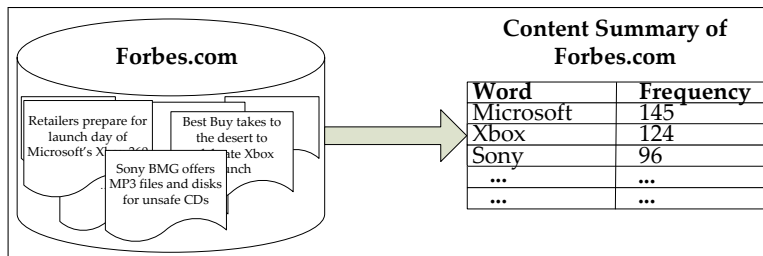 Forbes.com
Retailers prepare for
launch day of
Microsoft's
Best Buy takes to
the desert to
Xbox
Sony BMG offers
MP3 files and disks
for unsafe CDs
Content Summary of
Forbes.com
Word Frequency
Microsoft 145
Xbox 124
Sony 96
... ...
... ...